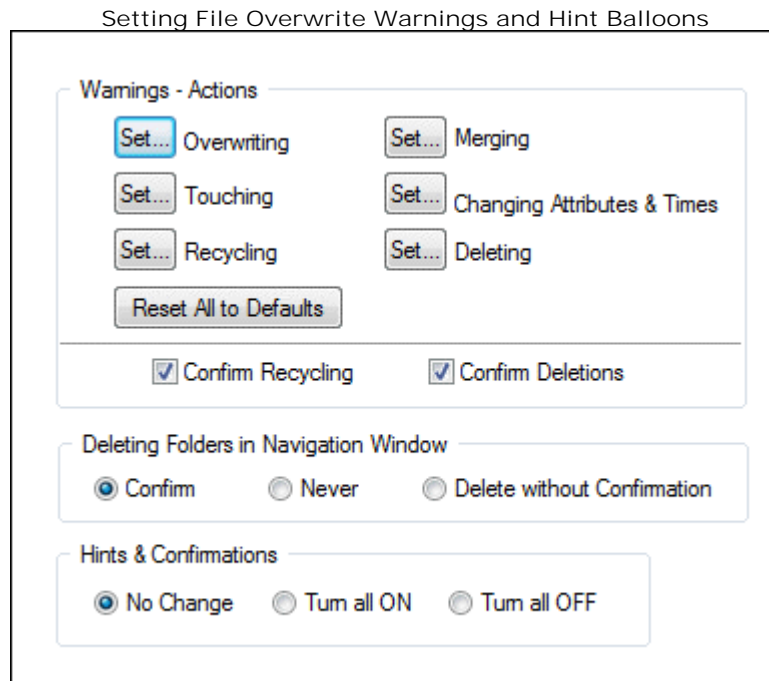 Setting File Overwrite Warnings and Hint Balloons
Warnings - Actions
Set... Overwriting Set... Merging
Set... Touching Set... Changing Attributes & Times
Set... Recycling Set... Deleting
Reset All to Defaults
Confirm Recycling Confirm Deletions
Deleting Folders in Navigation Window
Confirm Never Delete without Confirmation
Hints & Confirmations
No Change Turn all ON Turn all OFF